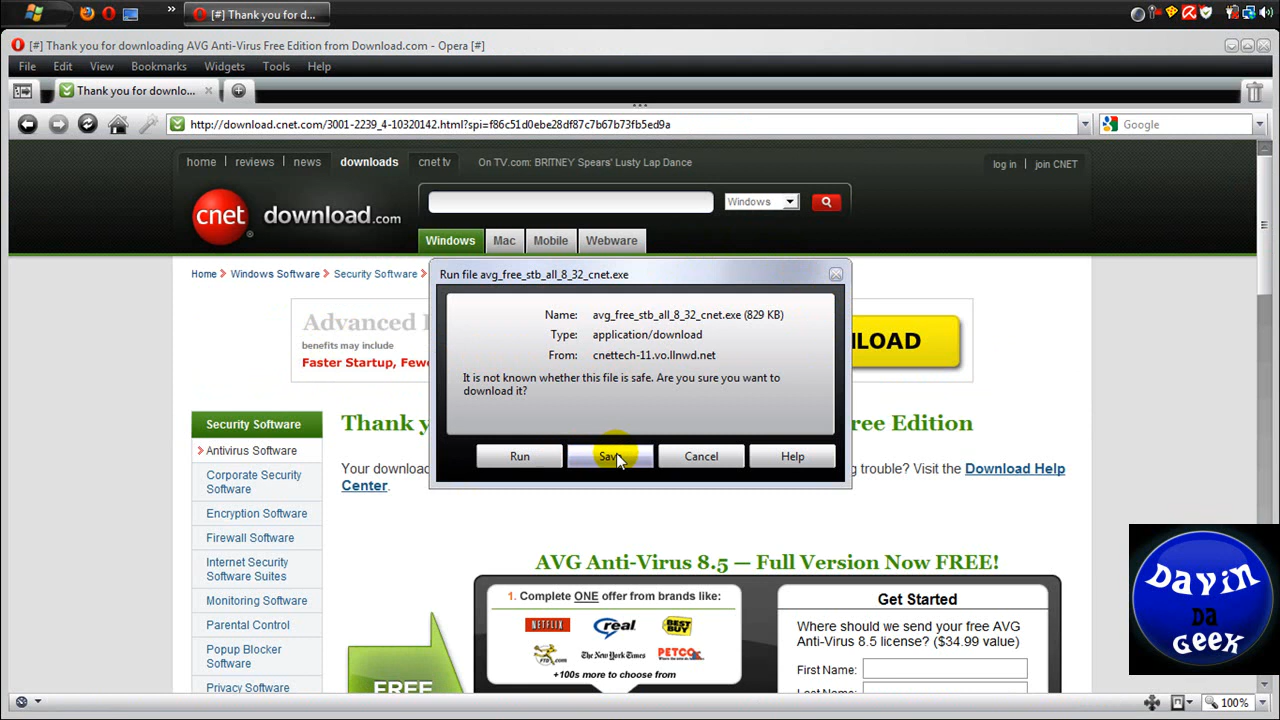 [#] Thank you for d...
[#] Thank you for downloading AVG Anti-Virus Free Edition from Download.com - Opera [#]
File Edit View Bookmarks Widgets Tools Help
Thank you for downlo...
http://download.cnet.com/3001-2239_4-10320142.html?spi=f86c51d0ebe28df87c7b67b73fb5ed9a
Google
home reviews news downloads cnet tv On TV.com: BRITNEY Spears' Lusty Lap Dance log in join CNET
cnet download.com
Windows
Windows Mac Mobile Webware
Home > Windows Software > Security Software >
Run file avg_free_stb_all_8_32_cnet.exe
Name: avg_free_stb_all_8_32_cnet.exe (829 KB)
Type: application/download
From: cnettech-11.vo.llnwd.net
It is not known whether this file is safe. Are you sure you want to
download it?
Run Save Cancel Help
Advanced
benefits may include
Faster Startup,
Security Software
Antivirus Software
Corporate Security
Software
Encryption Software
Firewall Software
Internet Security
Software Suites
Monitoring Software
Parental Control
Popup Blocker
Software
Privacy Software
Thank y ree Edition
Your downloa g trouble? Visit the Download Help
Center.
AVG Anti-Virus 8.5 — Full Version Now FREE!
FREE
1. Complete ONE offer from brands like:
NETFLIX real BEST BUY
FTD.com The New York Times PETCO
+100s more to choose from
Get Started
Where should we send your free AVG
Anti-Virus 8.5 license? ($34.99 value)
First Name:
Davin
Da
Geek
100%